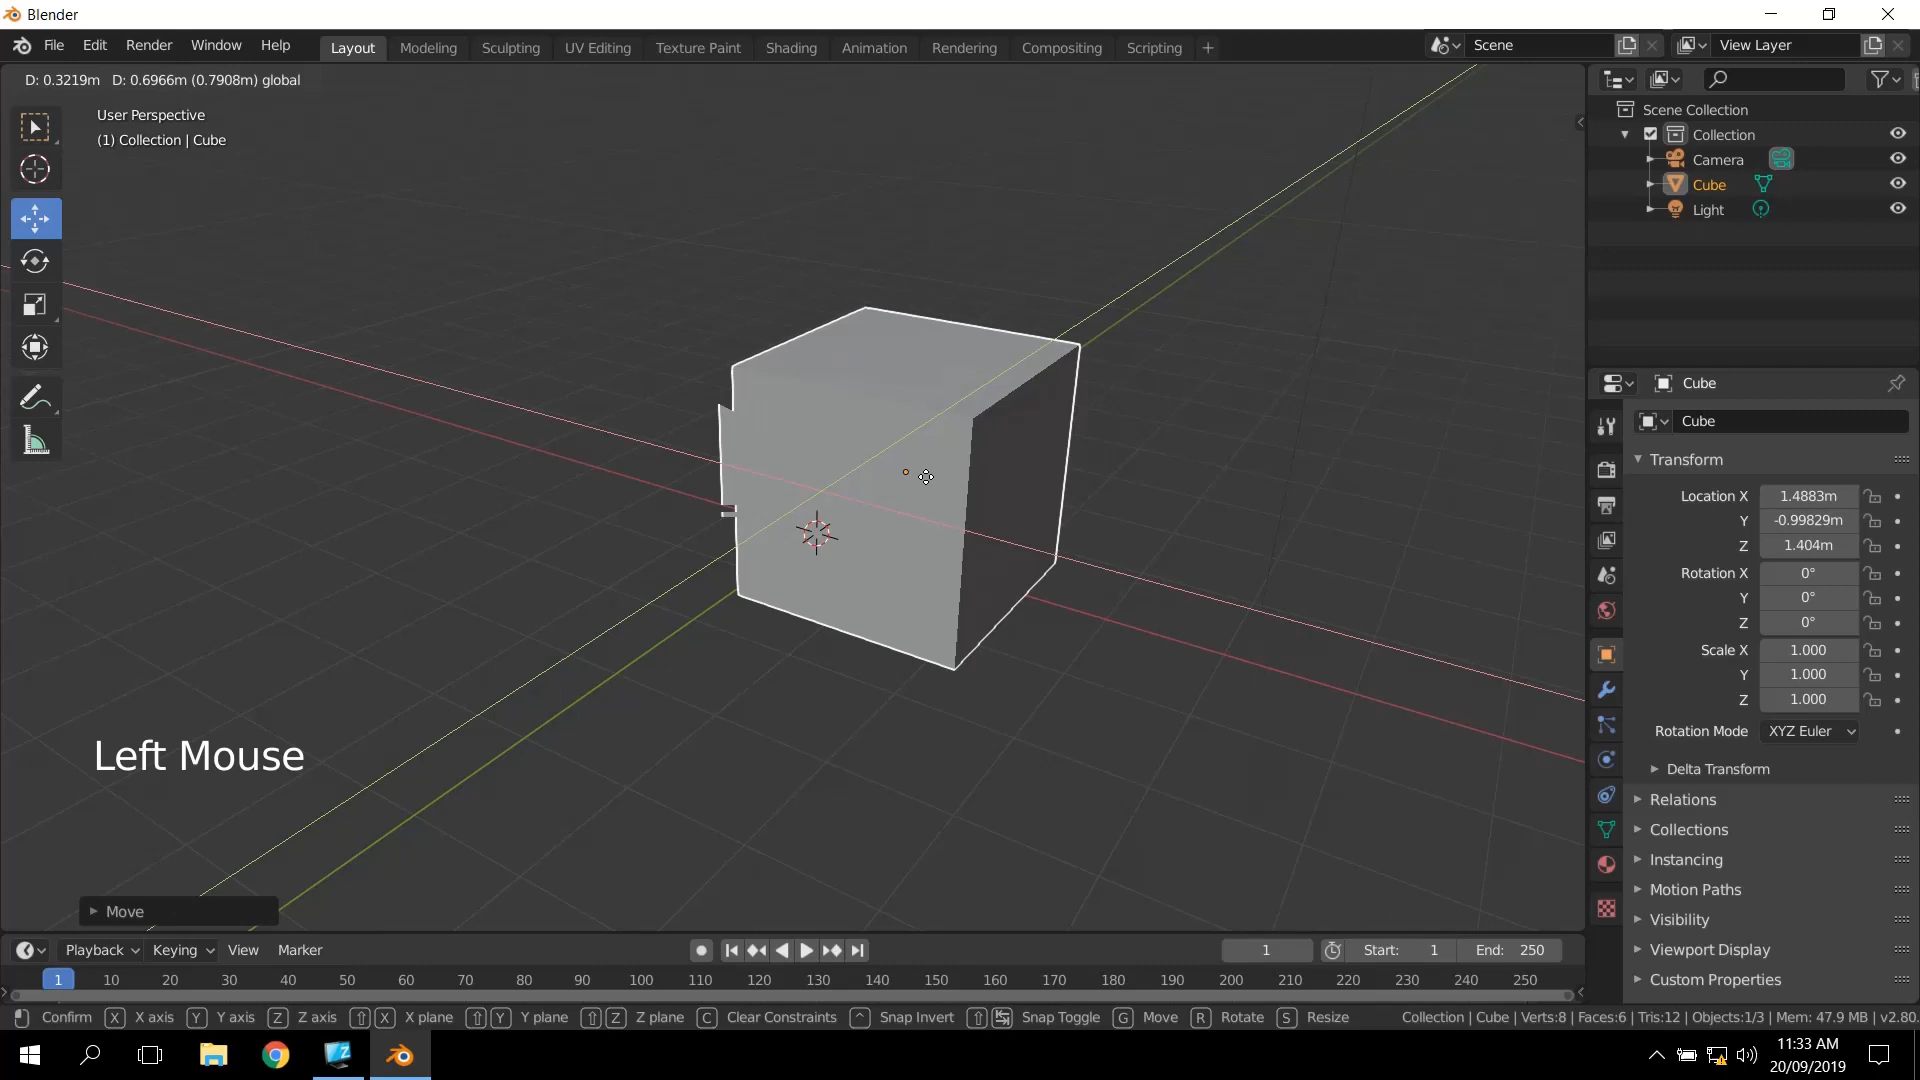 Blender
File Edit Render Window Help Layout Modeling Sculpting UV Editing Texture Paint Shading Animation Rendering Compositing Scripting + Scene View Layer
D: 0.3219m D: 0.6966m (0.7908m) global
User Perspective
(1) Collection | Cube
Scene Collection
Collection
Camera
Cube
Light
Cube
Cube
Transform
Location X 1.4883m
Y -0.99829m
Z 1.404m
Rotation X 0°
Y 0°
Z 0°
Scale X 1.000
Y 1.000
Z 1.000
Rotation Mode XYZ Euler
Delta Transform
Relations
Collections
Instancing
Motion Paths
Visibility
Viewport Display
Custom Properties
Left Mouse
Move
Playback Keying View Marker 1 Start: 1 End: 250
1 10 20 30 40 50 60 70 80 90 100 110 120 130 140 150 160 170 180 190 200 210 220 230 240 250
Confirm X X axis Y Y axis Z Z axis X X plane Y Y plane Z Z plane C Clear Constraints ^ Snap Invert Snap Toggle G Move R Rotate S Resize Collection | Cube | Verts:8 | Faces:6 | Tris:12 | Objects:1/3 | Mem: 47.9 MB | v2.80.
11:33 AM
20/09/2019